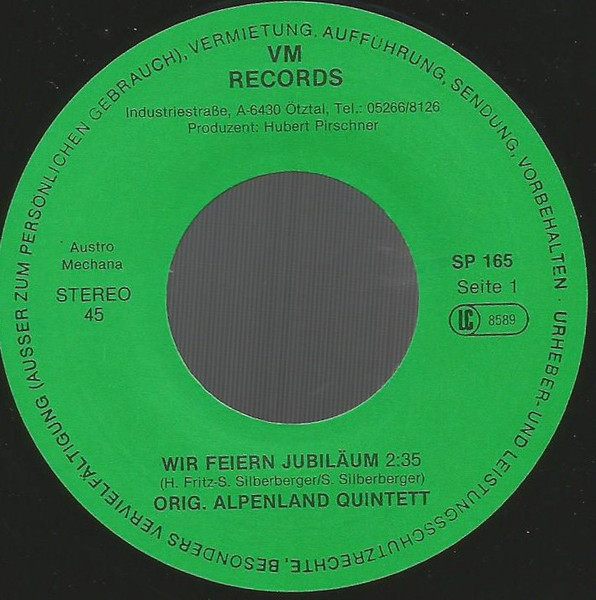 URHEBER- UND LEISTUNGSSCHUTZRECHTE, BESONDERS VERVIELFÄLTIGUNG (AUSSER ZUM PERSÖNLICHEN GEBRAUCH), VERMIETUNG, AUFFÜHRUNG, SENDUNG, VORBEHALTEN ·
VM
RECORDS
Industriestraße, A-6430 Ötztal, Tel.: 05266/8126
Produzent: Hubert Pirschner
Austro
Mechana
STEREO
45
SP 165
Seite 1
LC 8589
WIR FEIERN JUBILÄUM 2:35
(H. Fritz-S. Silberberger/S. Silberberger)
ORIG. ALPENLAND QUINTETT